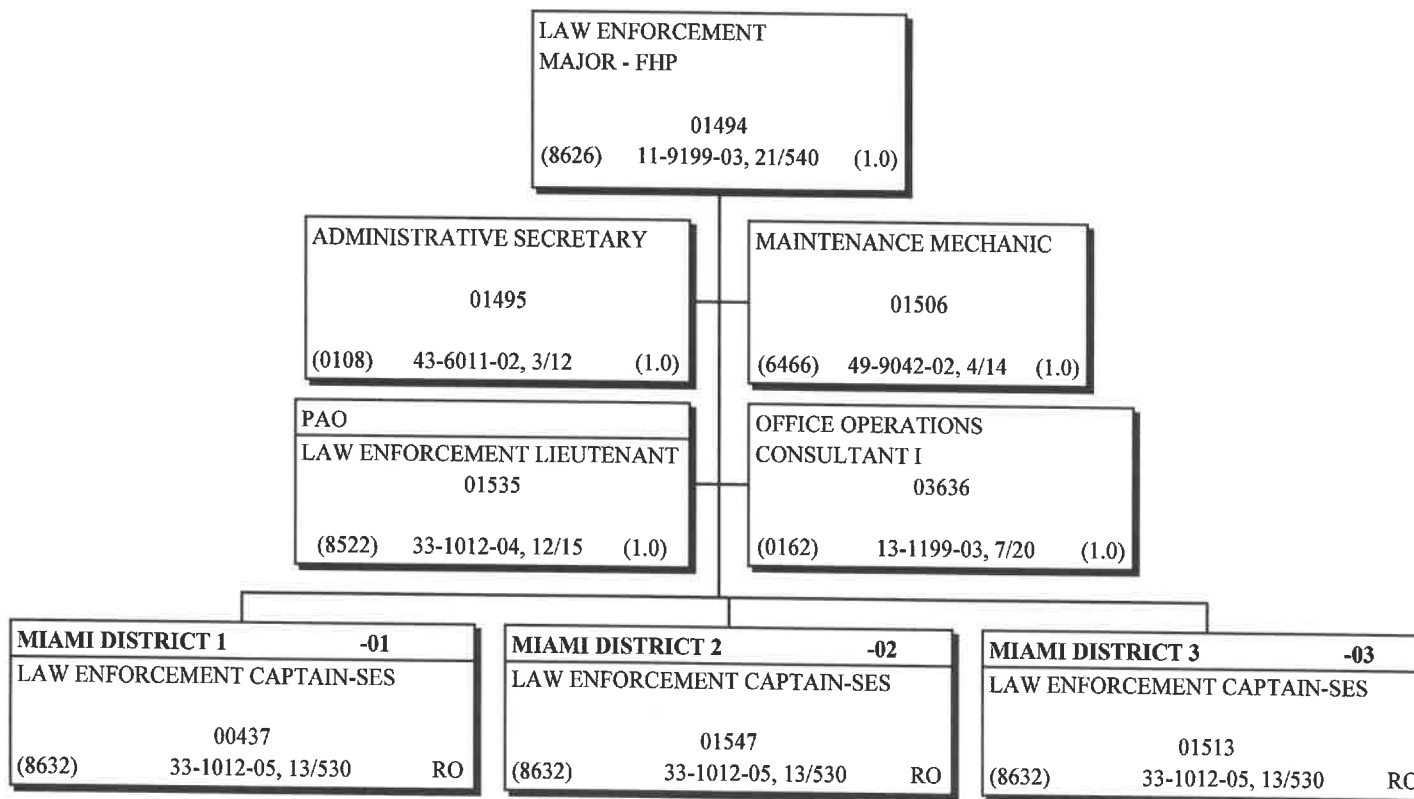 LAW ENFORCEMENT
MAJOR - FHP
01494
(8626) 11-9199-03, 21/540 (1.0)
ADMINISTRATIVE SECRETARY
01495
(0108) 43-6011-02, 3/12 (1.0)
MAINTENANCE MECHANIC
01506
(6466) 49-9042-02, 4/14 (1.0)
PAO
LAW ENFORCEMENT LIEUTENANT
01535
(8522) 33-1012-04, 12/15 (1.0)
OFFICE OPERATIONS
CONSULTANT I
03636
(0162) 13-1199-03, 7/20 (1.0)
MIAMI DISTRICT 1 -01
LAW ENFORCEMENT CAPTAIN-SES
00437
(8632) 33-1012-05, 13/530 RO
MIAMI DISTRICT 2 -02
LAW ENFORCEMENT CAPTAIN-SES
01547
(8632) 33-1012-05, 13/530 RO
MIAMI DISTRICT 3 -03
LAW ENFORCEMENT CAPTAIN-SES
01513
(8632) 33-1012-05, 13/530 RO